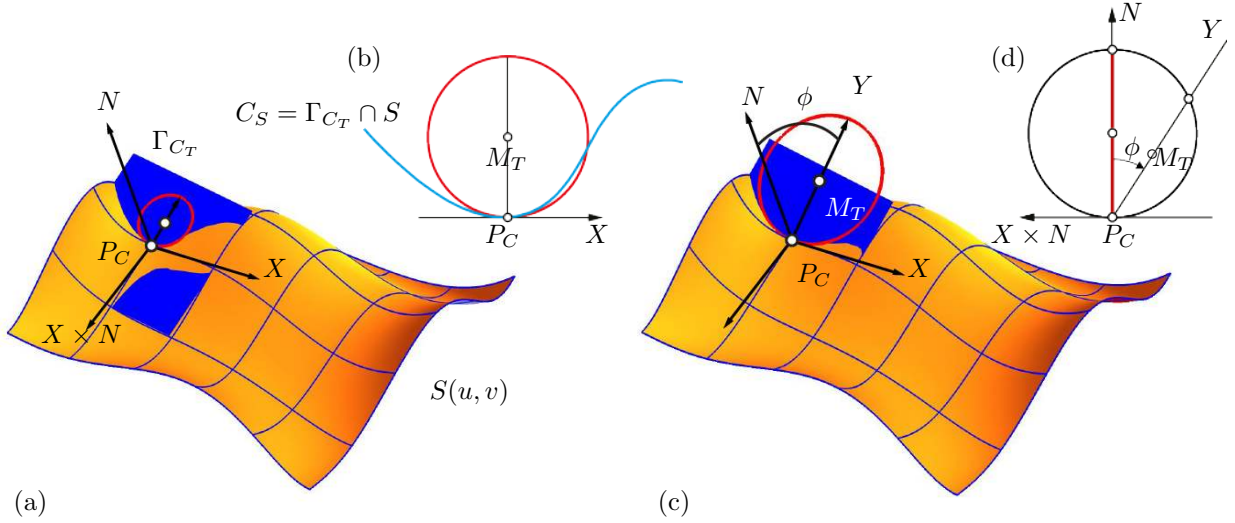 (a)
N
Γ_{C_T}
P_C
X
X × N
S(u, v)
(b)
C_S = Γ_{C_T} ∩ S
M_T
P_C
X
(c)
N
ϕ
Y
M_T
P_C
X
(d)
N
Y
ϕ
M_T
X × N
P_C